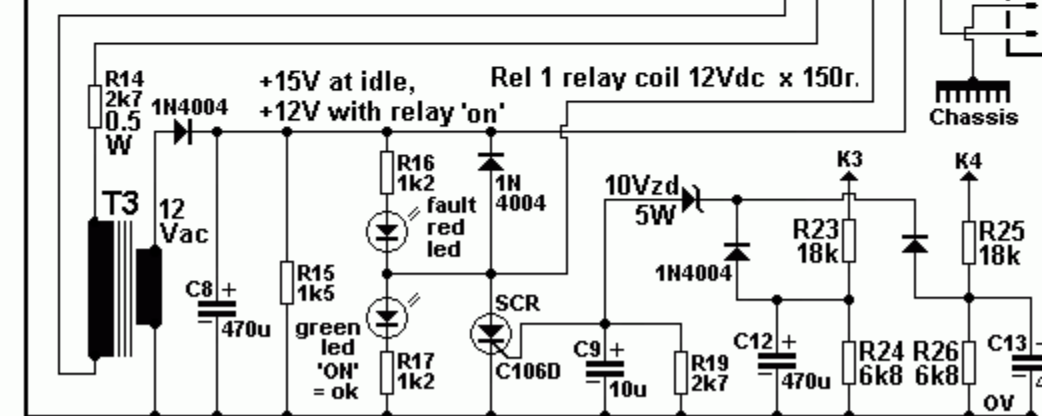 R14
2k7
0.5
W
1N4004
+15V at idle,
+12V with relay 'on'
Rel 1 relay coil 12Vdc x 150r.
Chassis
T3
12
Vac
R16
1k2
fault
red
led
1N
4004
10Vzd
5W
K3
K4
R23
18k
R25
18k
1N4004
C8 +
470u
R15
1k5
green
led
'ON'
= ok
R17
1k2
SCR
C106D
C9 +
10u
R19
2k7
C12 +
470u
R24
6k8
R26
6k8
C13
0V